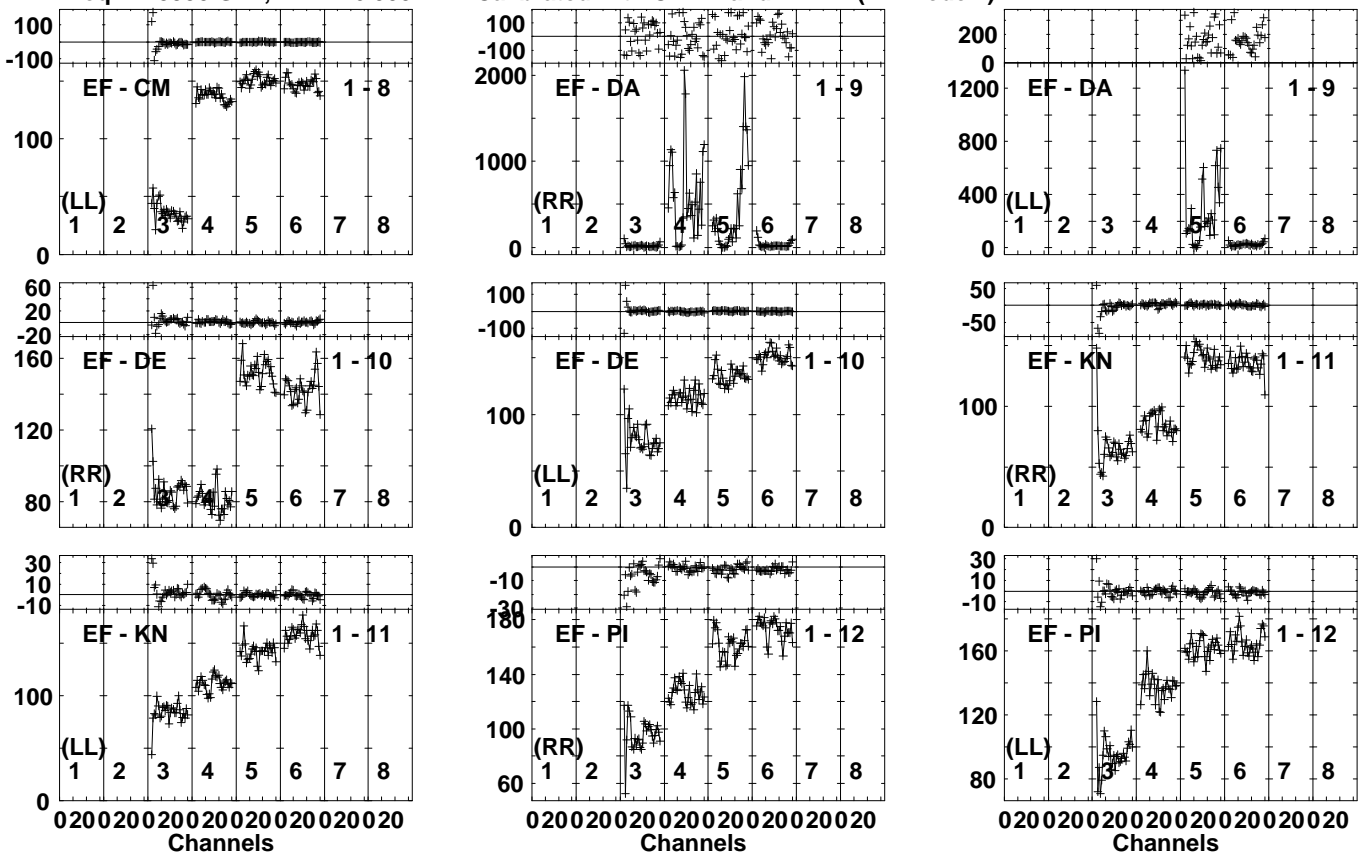 100
-100
EF - CM
1 - 8
100
(LL)
1 2 3 4 5 6 7 8
0
100
-100
2000
EF - DA
1 - 9
1000
(RR)
1 2 3 4 5 6 7 8
0
200
0
EF - DA
1 - 9
1200
800
400
(LL)
1 2 3 4 5 6 7 8
0
60
20
-20
160
EF - DE
1 - 10
120
(RR)
80
1 2 3 4 5 6 7 8
100
-100
EF - DE
1 - 10
100
(LL)
1 2 3 4 5 6 7 8
0
50
-50
EF - KN
1 - 11
100
(RR)
1 2 3 4 5 6 7 8
0
30
10
-10
EF - KN
1 - 11
100
(LL)
1 2 3 4 5 6 7 8
0
-10
-30
180
EF - PI
1 - 12
140
100
(RR)
60
1 2 3 4 5 6 7 8
30
10
-10
EF - PI
1 - 12
160
120
(LL)
80
1 2 3 4 5 6 7 8
0 20 0 20 0 20 0 20 0 20 0 20 0 20 0 20
Channels
0 20 0 20 0 20 0 20 0 20 0 20 0 20 0 20
Channels
0 20 0 20 0 20 0 20 0 20 0 20 0 20 0 20
Channels